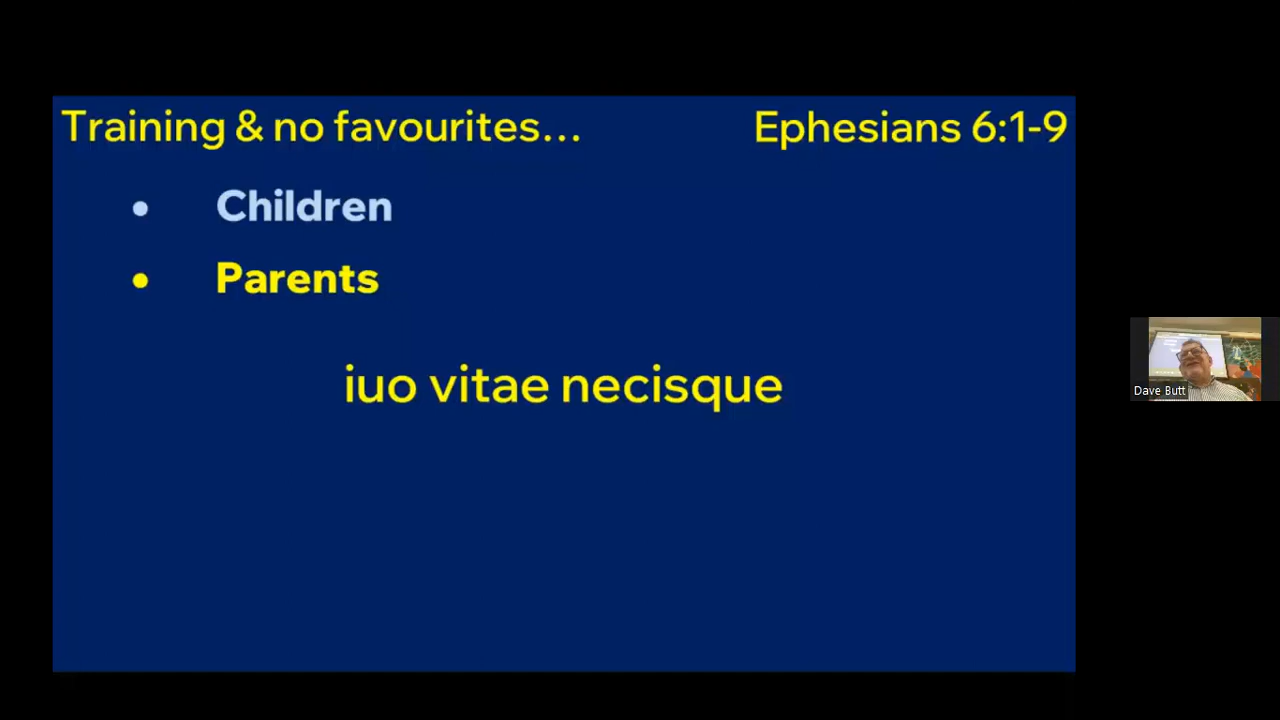 Training & no favourites... Ephesians 6:1-9
• Children
• Parents
iuo vitae necisque
Dave Butt